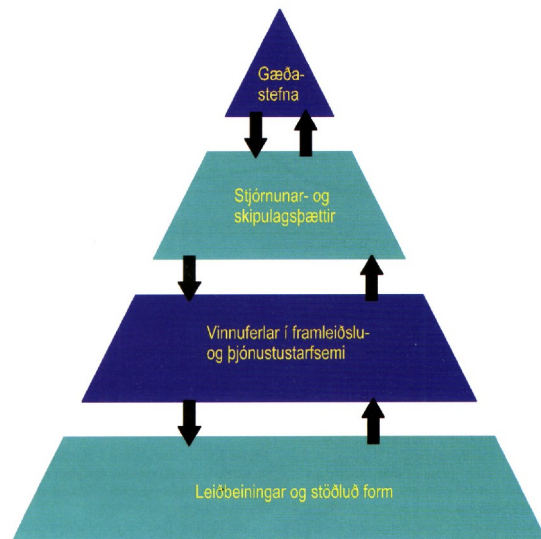 Gæða-
stefna
Stjórnunar- og
skipulagsþættir
Vinnuferlar í framleiðslu-
og þjónustustarfsemi
Leiðbeiningar og stöðluð form